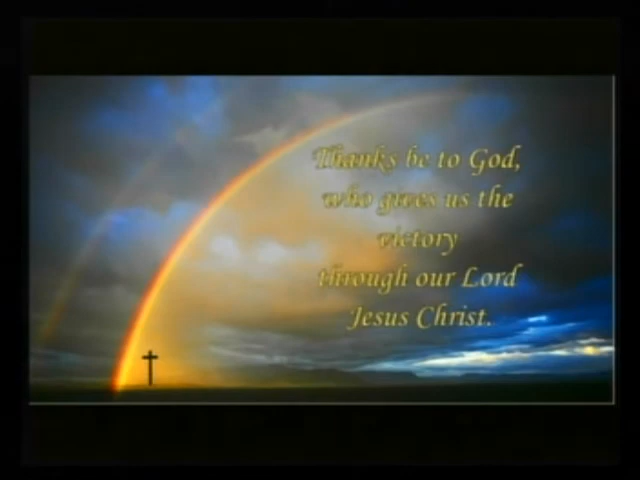 Thanks be to God,
who gives us the
victory
through our Lord
Jesus Christ.